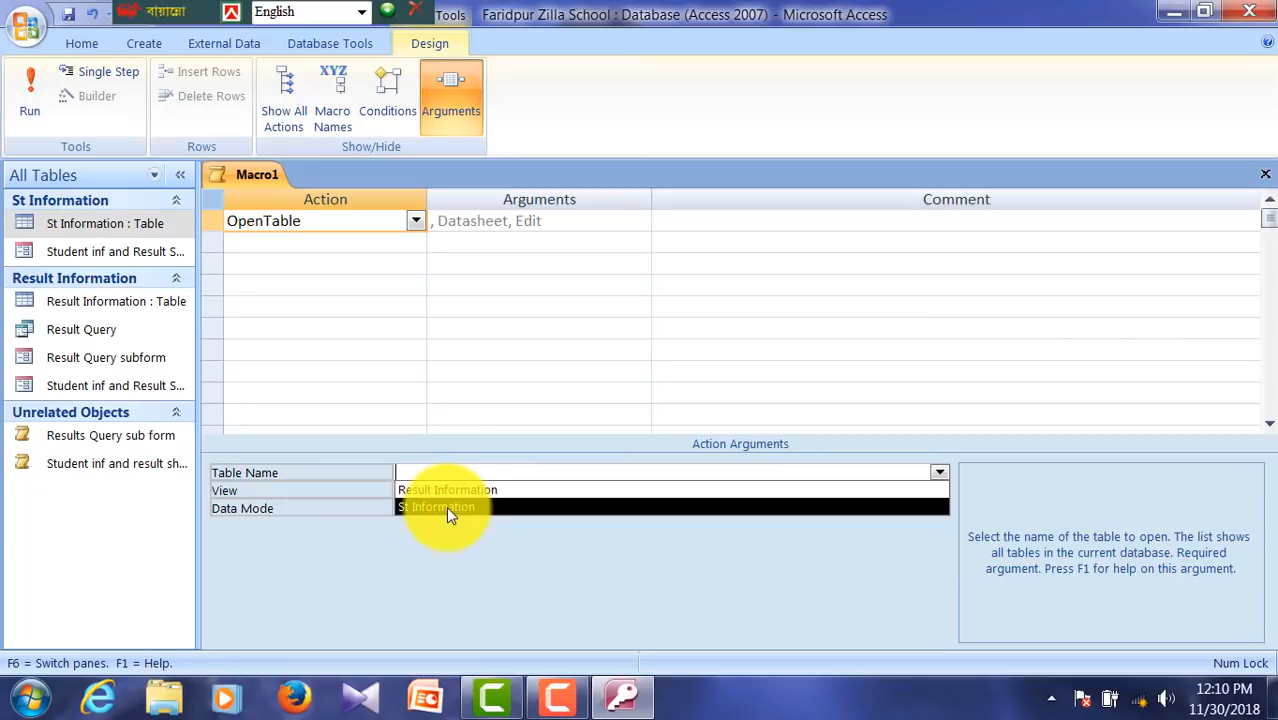 বায়ান্নো
English
Tools
Faridpur Zilla School : Database (Access 2007) - Microsoft Access
Home
Create
External Data
Database Tools
Design
Run
Single Step
Builder
Tools
Insert Rows
Delete Rows
Rows
Show All Actions
XYZ
Macro Names
Conditions
Arguments
Show/Hide
All Tables
St Information
St Information : Table
Student inf and Result S...
Result Information
Result Information : Table
Result Query
Result Query subform
Student inf and Result S...
Unrelated Objects
Results Query sub form
Student inf and result sh...
Macro1
Action
Arguments
Comment
OpenTable
, Datasheet, Edit
Action Arguments
Table Name
View
Data Mode
Result Information
St Information
Select the name of the table to open. The list shows
all tables in the current database. Required
argument. Press F1 for help on this argument.
F6 = Switch panes. F1 = Help.
Num Lock
12:10 PM
11/30/2018